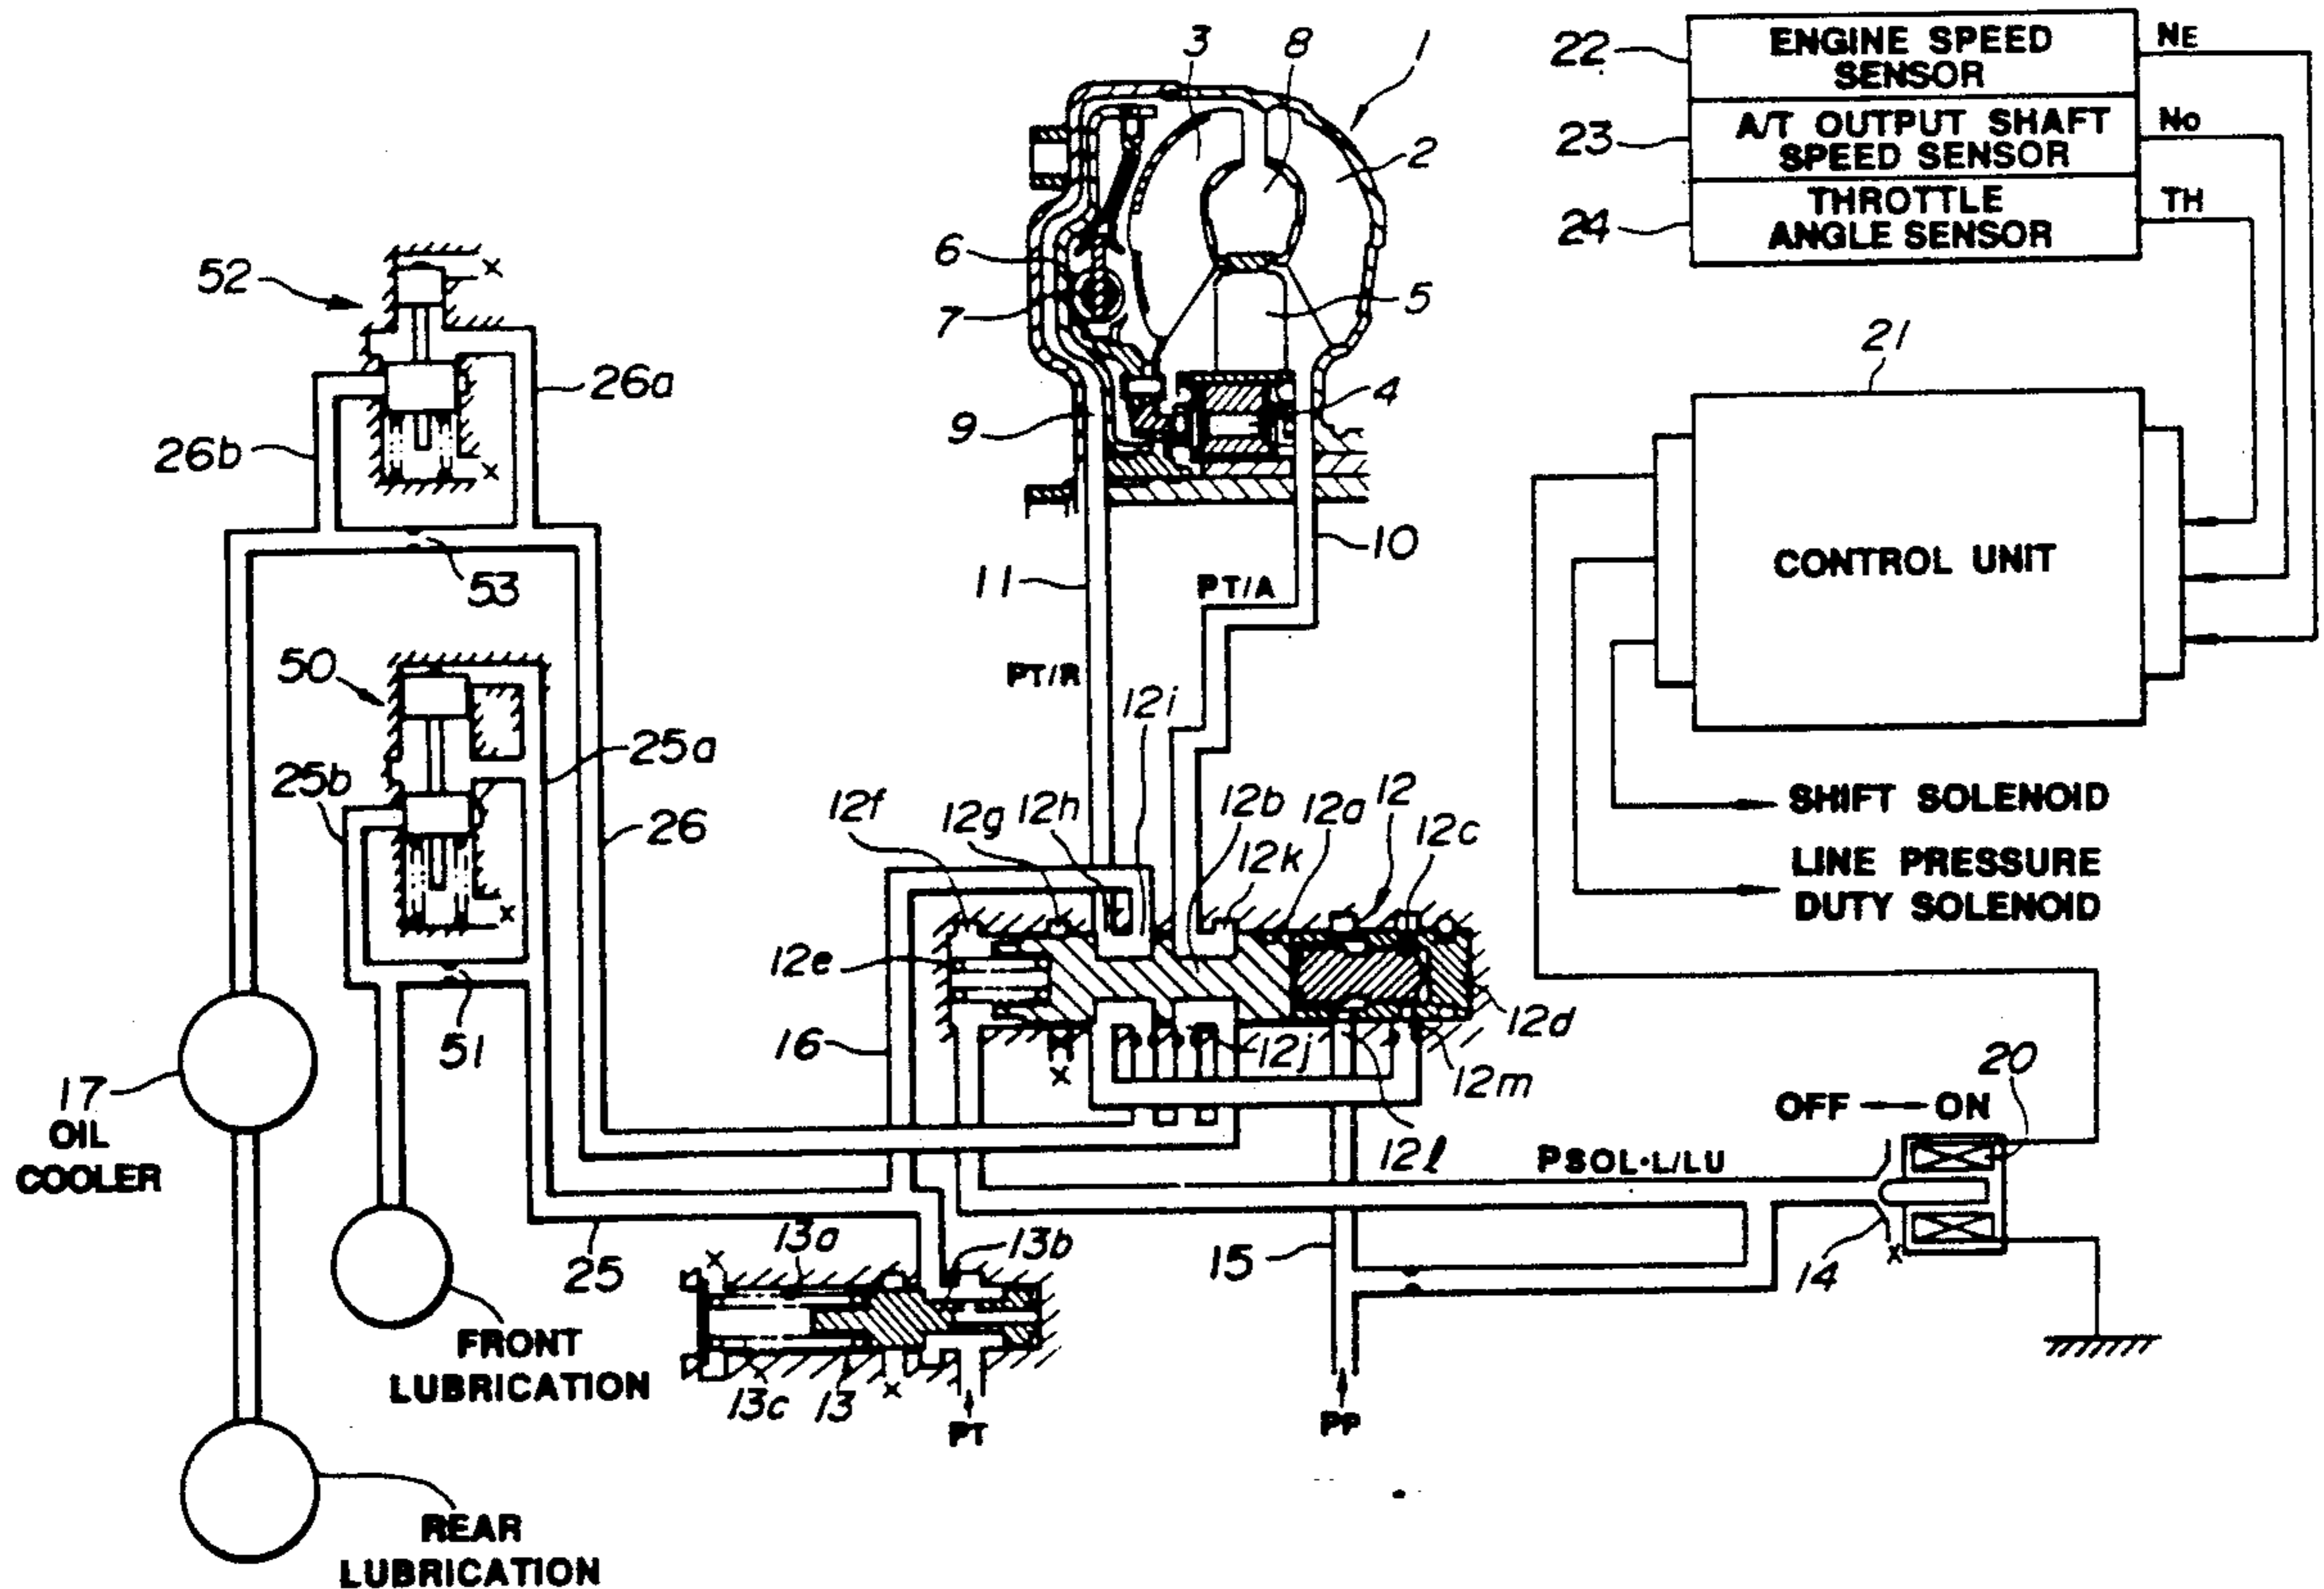 22
ENGINE SPEED
SENSOR
NE
23
A/T OUTPUT SHAFT
SPEED SENSOR
No
24
THROTTLE
ANGLE SENSOR
TH
3
8
1
2
6
7
5
4
9
10
11
PT/A
PT/R
52
x
26a
26b
x
53
50
25a
25b
x
26
51
21
CONTROL UNIT
SHIFT SOLENOID
LINE PRESSURE
DUTY SOLENOID
12i
12f
12g
12h
12b
12a
12
12c
12k
12e
12d
16
x
12j
12m
12l
17
OIL
COOLER
20
OFF
ON
PSOL·L/LU
14
x
15
25
x
13a
13b
13c
13
x
PT
PP
FRONT
LUBRICATION
REAR
LUBRICATION